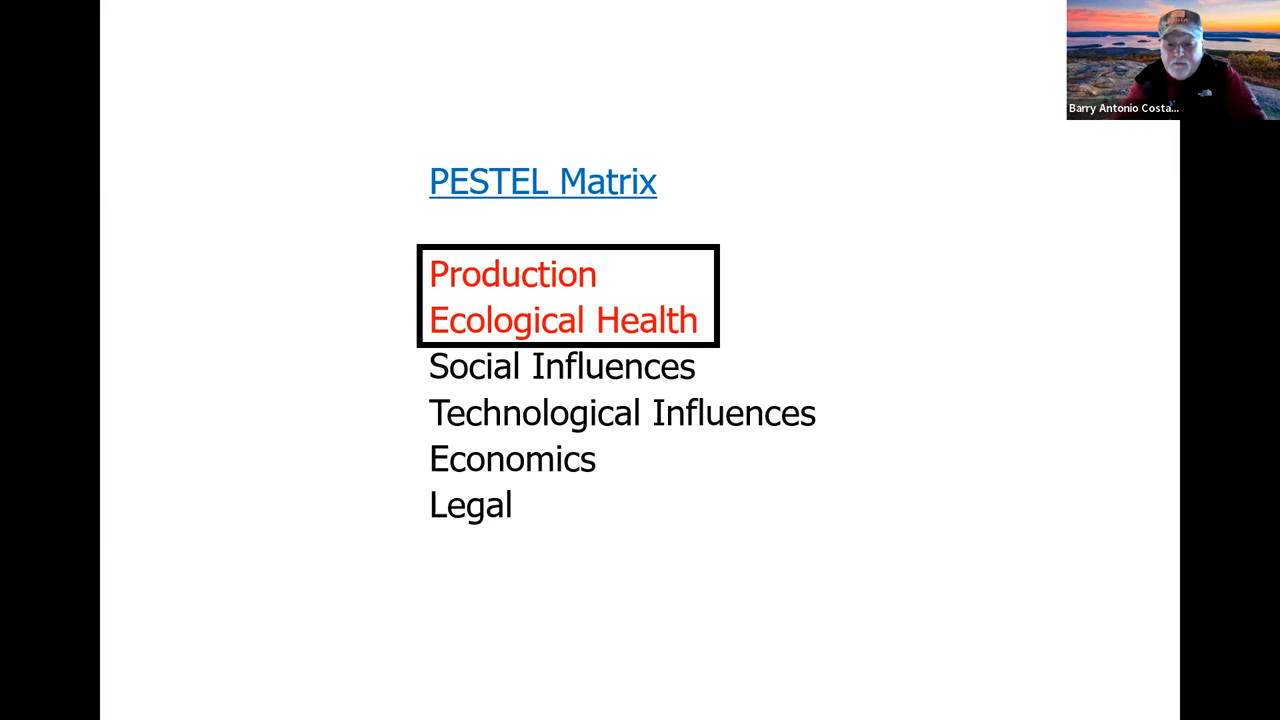 Barry Antonio Costa...
PESTEL Matrix
Production
Ecological Health
Social Influences
Technological Influences
Economics
Legal